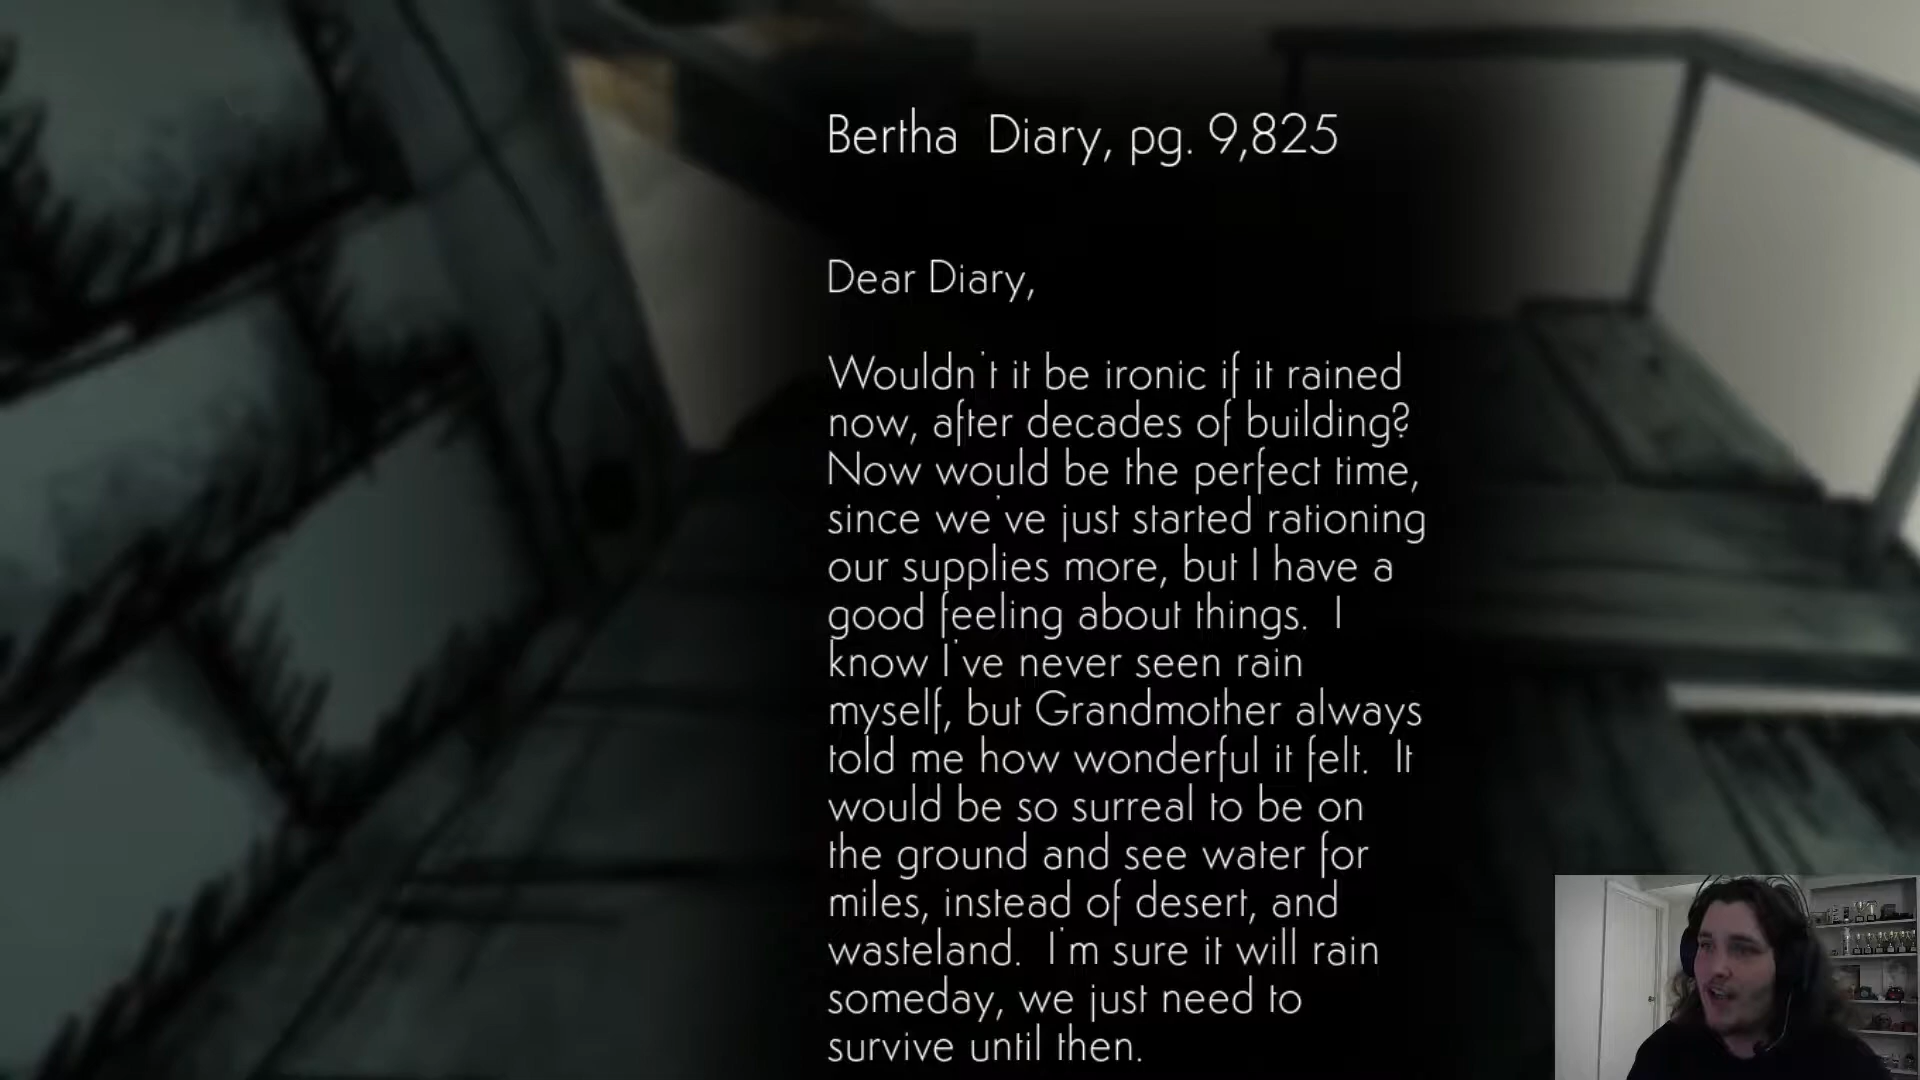 Bertha  Diary, pg. 9,825
Dear Diary,
Wouldn't it be ironic if it rained
now, after decades of building?
Now would be the perfect time,
since we've just started rationing
our supplies more, but I have a
good feeling about things.  I
know I've never seen rain
myself, but Grandmother always
told me how wonderful it felt.  It
would be so surreal to be on
the ground and see water for
miles, instead of desert, and
wasteland.  I'm sure it will rain
someday, we just need to
survive until then.